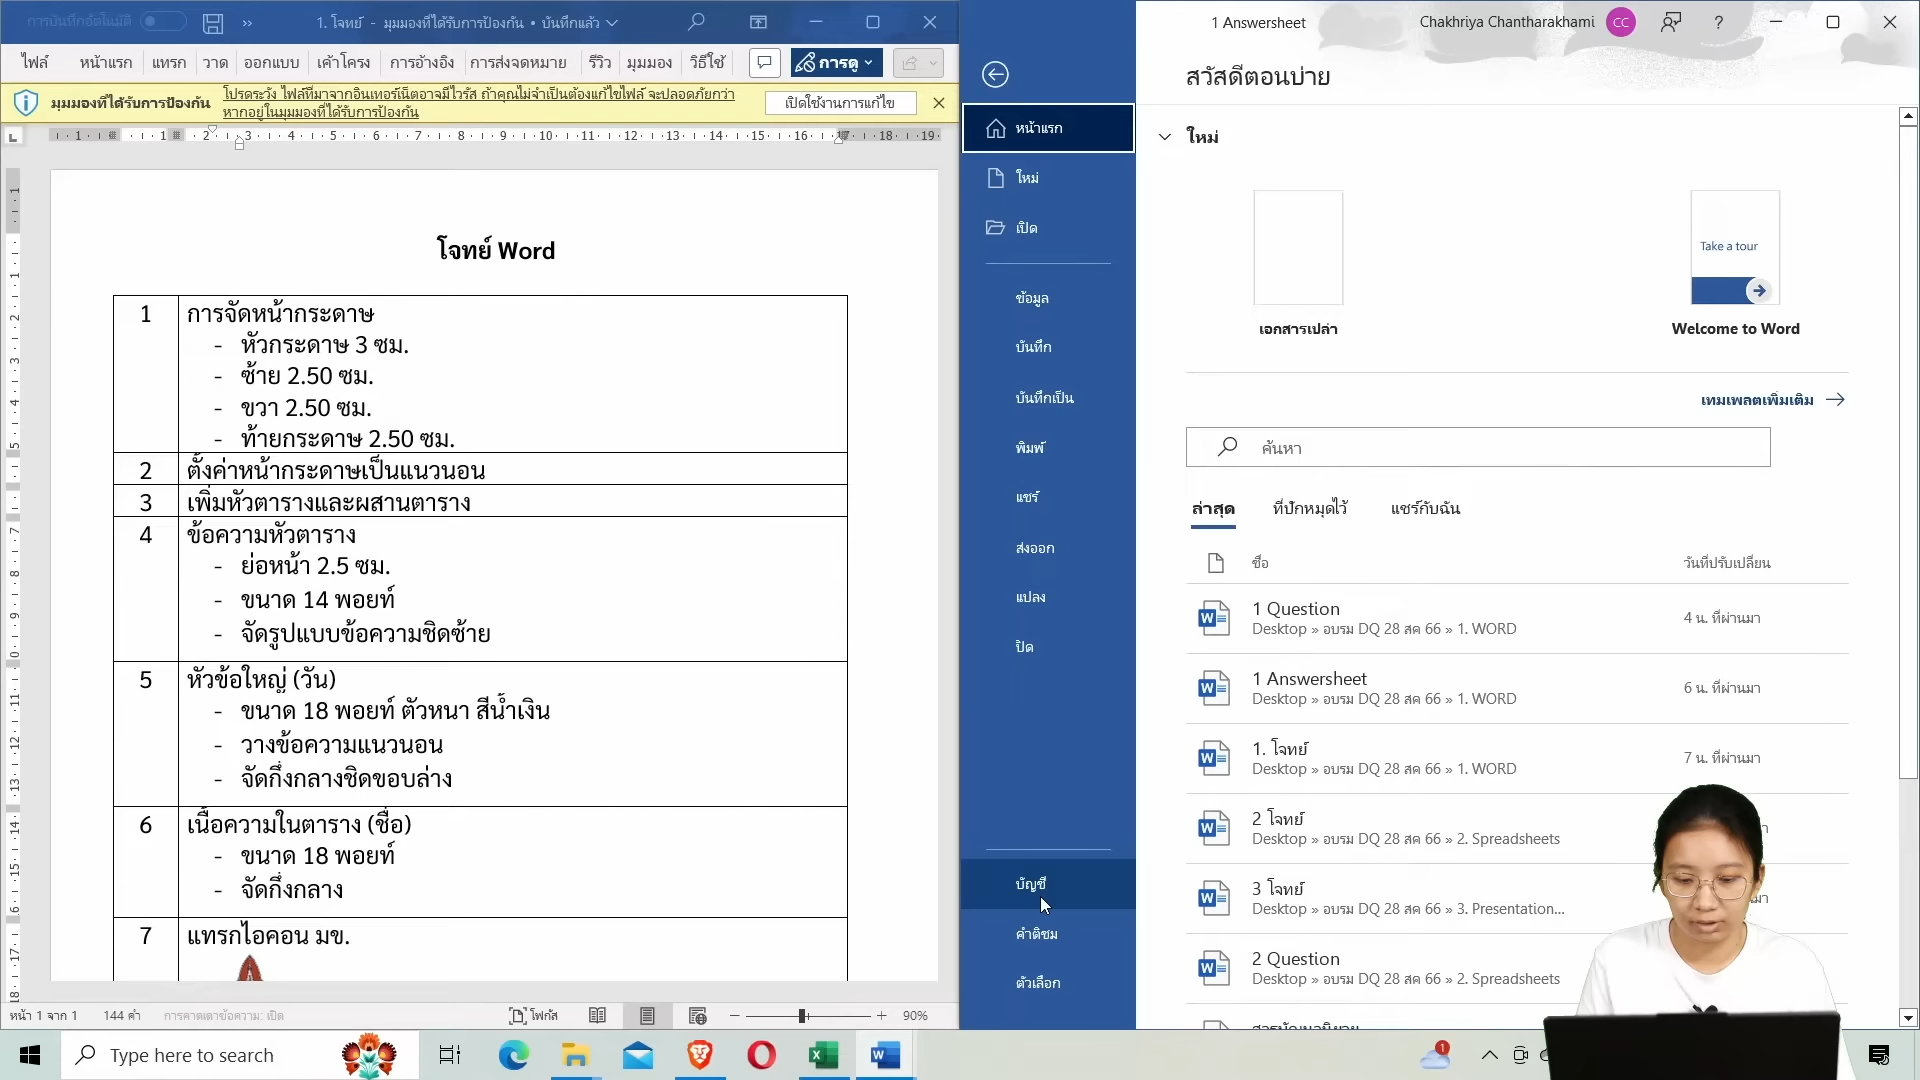 การบันทึกอัตโนมัติ
1. โจทย์ - มุมมองที่ได้รับการป้องกัน • บันทึกแล้ว
ไฟล์ หน้าแรก แทรก วาด ออกแบบ เค้าโครง การอ้างอิง การส่งจดหมาย รีวิว มุมมอง วิธีใช้ การดู
มุมมองที่ได้รับการป้องกัน
โปรดระวัง ไฟล์ที่มาจากอินเทอร์เน็ตอาจมีไวรัส ถ้าคุณไม่จำเป็นต้องแก้ไขไฟล์ จะปลอดภัยกว่า
หากอยู่ในมุมมองที่ได้รับการป้องกัน
เปิดใช้งานการแก้ไข
โจทย์ Word
1 การจัดหน้ากระดาษ
- หัวกระดาษ 3 ซม.
- ซ้าย 2.50 ซม.
- ขวา 2.50 ซม.
- ท้ายกระดาษ 2.50 ซม.
2 ตั้งค่าหน้ากระดาษเป็นแนวนอน
3 เพิ่มหัวตารางและผสานตาราง
4 ข้อความหัวตาราง
- ย่อหน้า 2.5 ซม.
- ขนาด 14 พอยท์
- จัดรูปแบบข้อความชิดซ้าย
5 หัวข้อใหญ่ (วัน)
- ขนาด 18 พอยท์ ตัวหนา สีน้ำเงิน
- วางข้อความแนวนอน
- จัดกึ่งกลางชิดขอบล่าง
6 เนื้อความในตาราง (ชื่อ)
- ขนาด 18 พอยท์
- จัดกึ่งกลาง
7 แทรกไอคอน มข.
หน้า 1 จาก 1 144 คำ การคาดเดาข้อความ: เปิด โฟกัส 90%
1 Answersheet Chakhriya Chantharakhami CC
สวัสดีตอนบ่าย
หน้าแรก
ใหม่
เปิด
ข้อมูล
บันทึก
บันทึกเป็น
พิมพ์
แชร์
ส่งออก
แปลง
ปิด
บัญชี
คำติชม
ตัวเลือก
ใหม่
Take a tour
เอกสารเปล่า Welcome to Word
เทมเพลตเพิ่มเติม
ค้นหา
ล่าสุด ที่ปักหมุดไว้ แชร์กับฉัน
ชื่อ วันที่ปรับเปลี่ยน
1 Question 4 น. ที่ผ่านมา
Desktop » อบรม DQ 28 สค 66 » 1. WORD
1 Answersheet 6 น. ที่ผ่านมา
Desktop » อบรม DQ 28 สค 66 » 1. WORD
1. โจทย์ 7 น. ที่ผ่านมา
Desktop » อบรม DQ 28 สค 66 » 1. WORD
2 โจทย์
Desktop » อบรม DQ 28 สค 66 » 2. Spreadsheets
3 โจทย์
Desktop » อบรม DQ 28 สค 66 » 3. Presentation...
2 Question
Desktop » อบรม DQ 28 สค 66 » 2. Spreadsheets
Type here to search
1